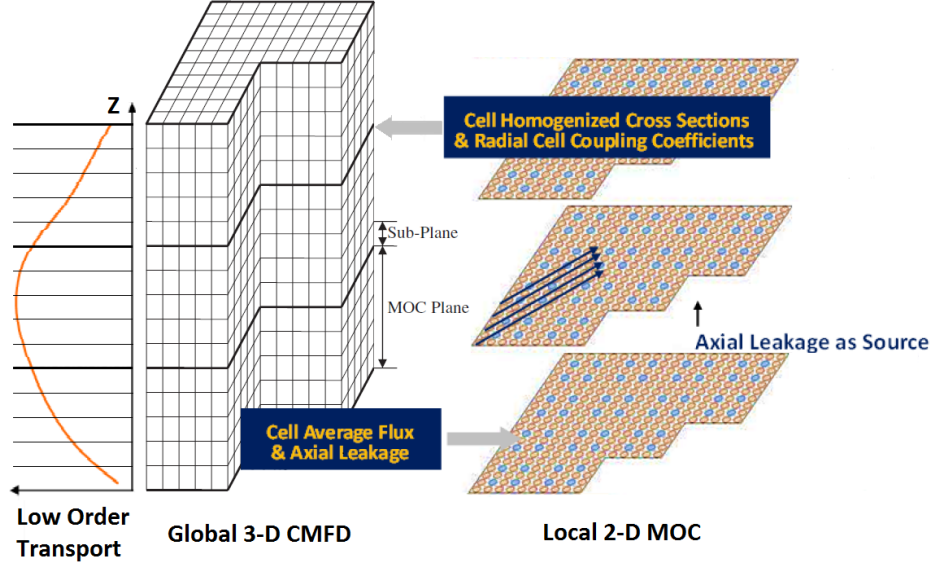 Z
Cell Homogenized Cross Sections
& Radial Cell Coupling Coefficients
Sub-Plane
MOC Plane
Axial Leakage as Source
Cell Average Flux
& Axial Leakage
Low Order
Transport
Global 3-D CMFD
Local 2-D MOC